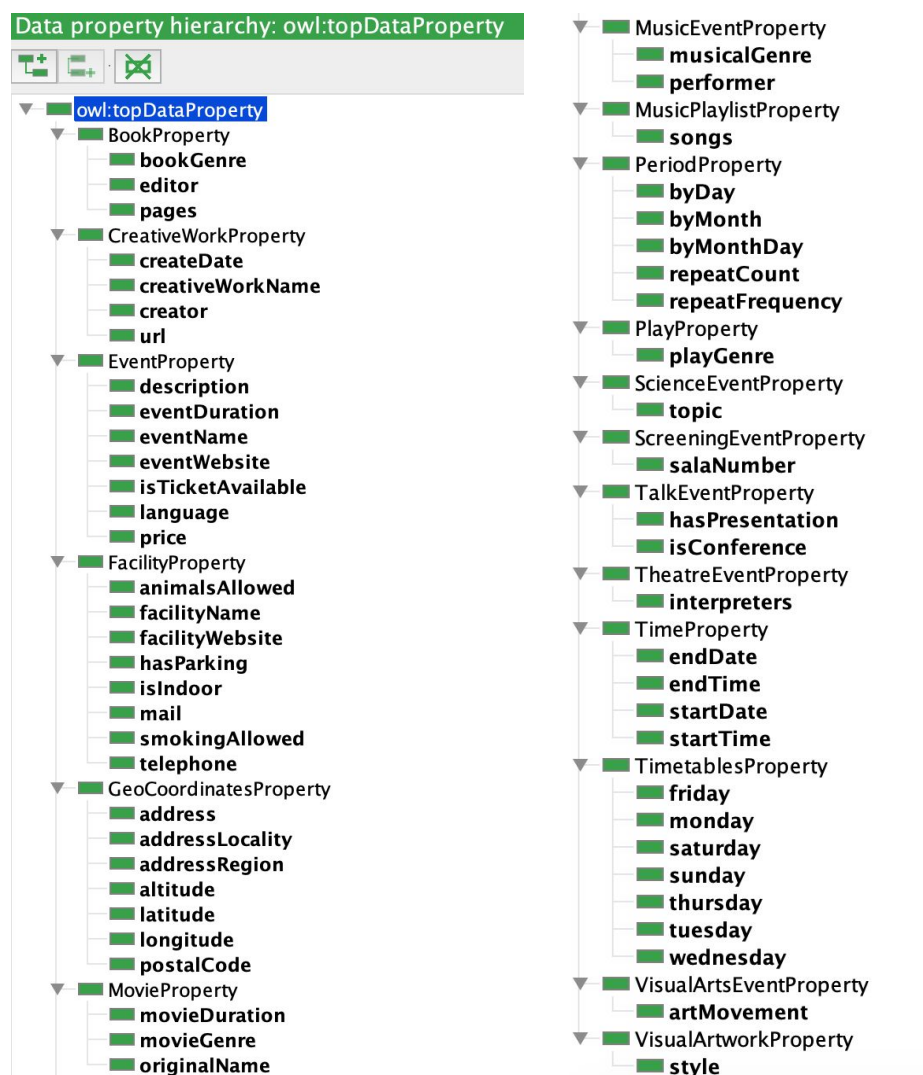 Data property hierarchy: owl:topDataProperty
owl:topDataProperty
BookProperty
bookGenre
editor
pages
CreativeWorkProperty
createDate
creativeWorkName
creator
url
EventProperty
description
eventDuration
eventName
eventWebsite
isTicketAvailable
language
price
FacilityProperty
animalsAllowed
facilityName
facilityWebsite
hasParking
isIndoor
mail
smokingAllowed
telephone
GeoCoordinatesProperty
address
addressLocality
addressRegion
altitude
latitude
longitude
postalCode
MovieProperty
movieDuration
movieGenre
originalName
MusicEventProperty
musicalGenre
performer
MusicPlaylistProperty
songs
PeriodProperty
byDay
byMonth
byMonthDay
repeatCount
repeatFrequency
PlayProperty
playGenre
ScienceEventProperty
topic
ScreeningEventProperty
salaNumber
TalkEventProperty
hasPresentation
isConference
TheatreEventProperty
interpreters
TimeProperty
endDate
endTime
startDate
startTime
TimetablesProperty
friday
monday
saturday
sunday
thursday
tuesday
wednesday
VisualArtsEventProperty
artMovement
VisualArtworkProperty
style